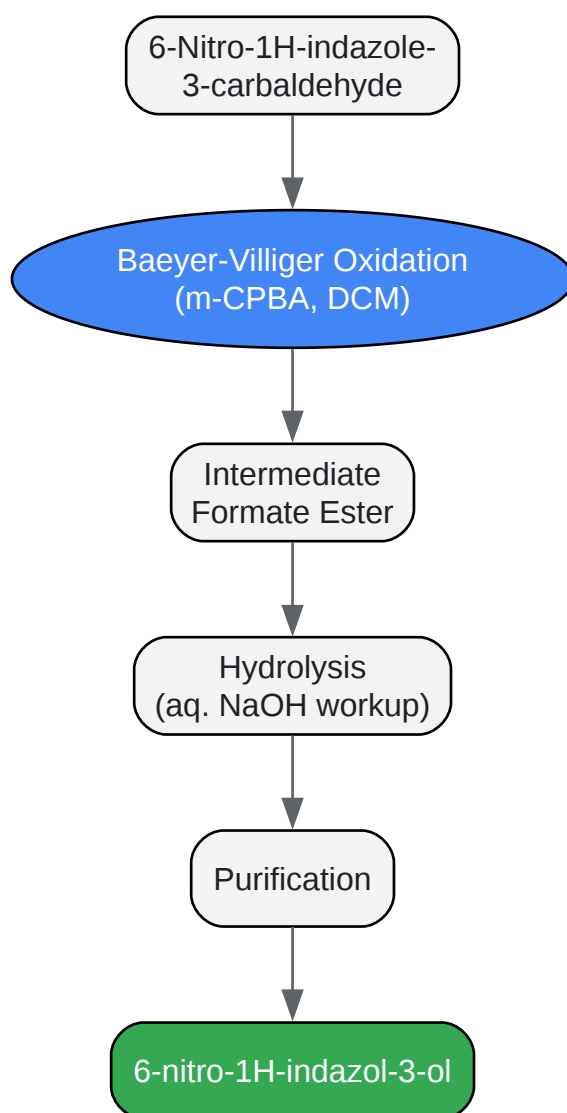 6-Nitro-1H-indazole-
3-carbaldehyde
Baeyer-Villiger Oxidation
(m-CPBA, DCM)
Intermediate
Formate Ester
Hydrolysis
(aq. NaOH workup)
Purification
6-nitro-1H-indazol-3-ol